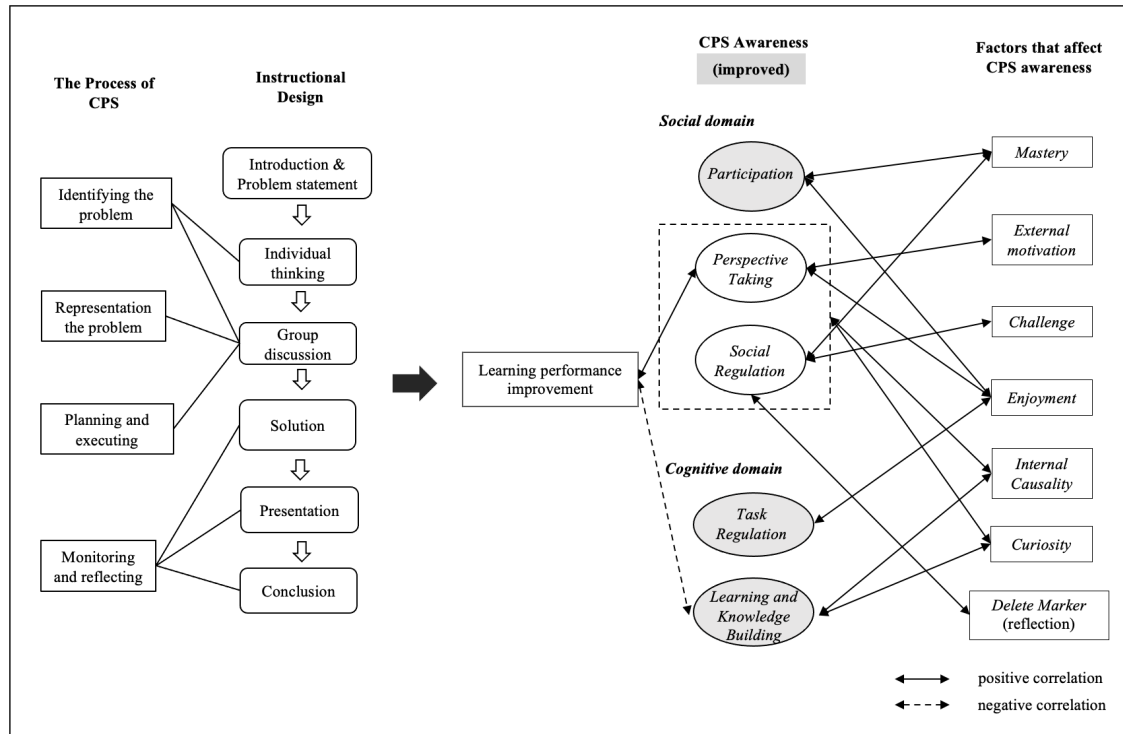 The Process of
CPS
Identifying the
problem
Representation
the problem
Planning and
executing
Monitoring
and reflecting
Instructional
Design
Introduction &
Problem statement
Individual
thinking
Group
discussion
Solution
Presentation
Conclusion
Learning performance
improvement
CPS Awareness
(improved)
Social domain
Participation
Perspective
Taking
Social
Regulation
Cognitive domain
Task
Regulation
Learning and
Knowledge
Building
Factors that affect
CPS awareness
Mastery
External
motivation
Challenge
Enjoyment
Internal
Causality
Curiosity
Delete Marker
(reflection)
positive correlation
negative correlation